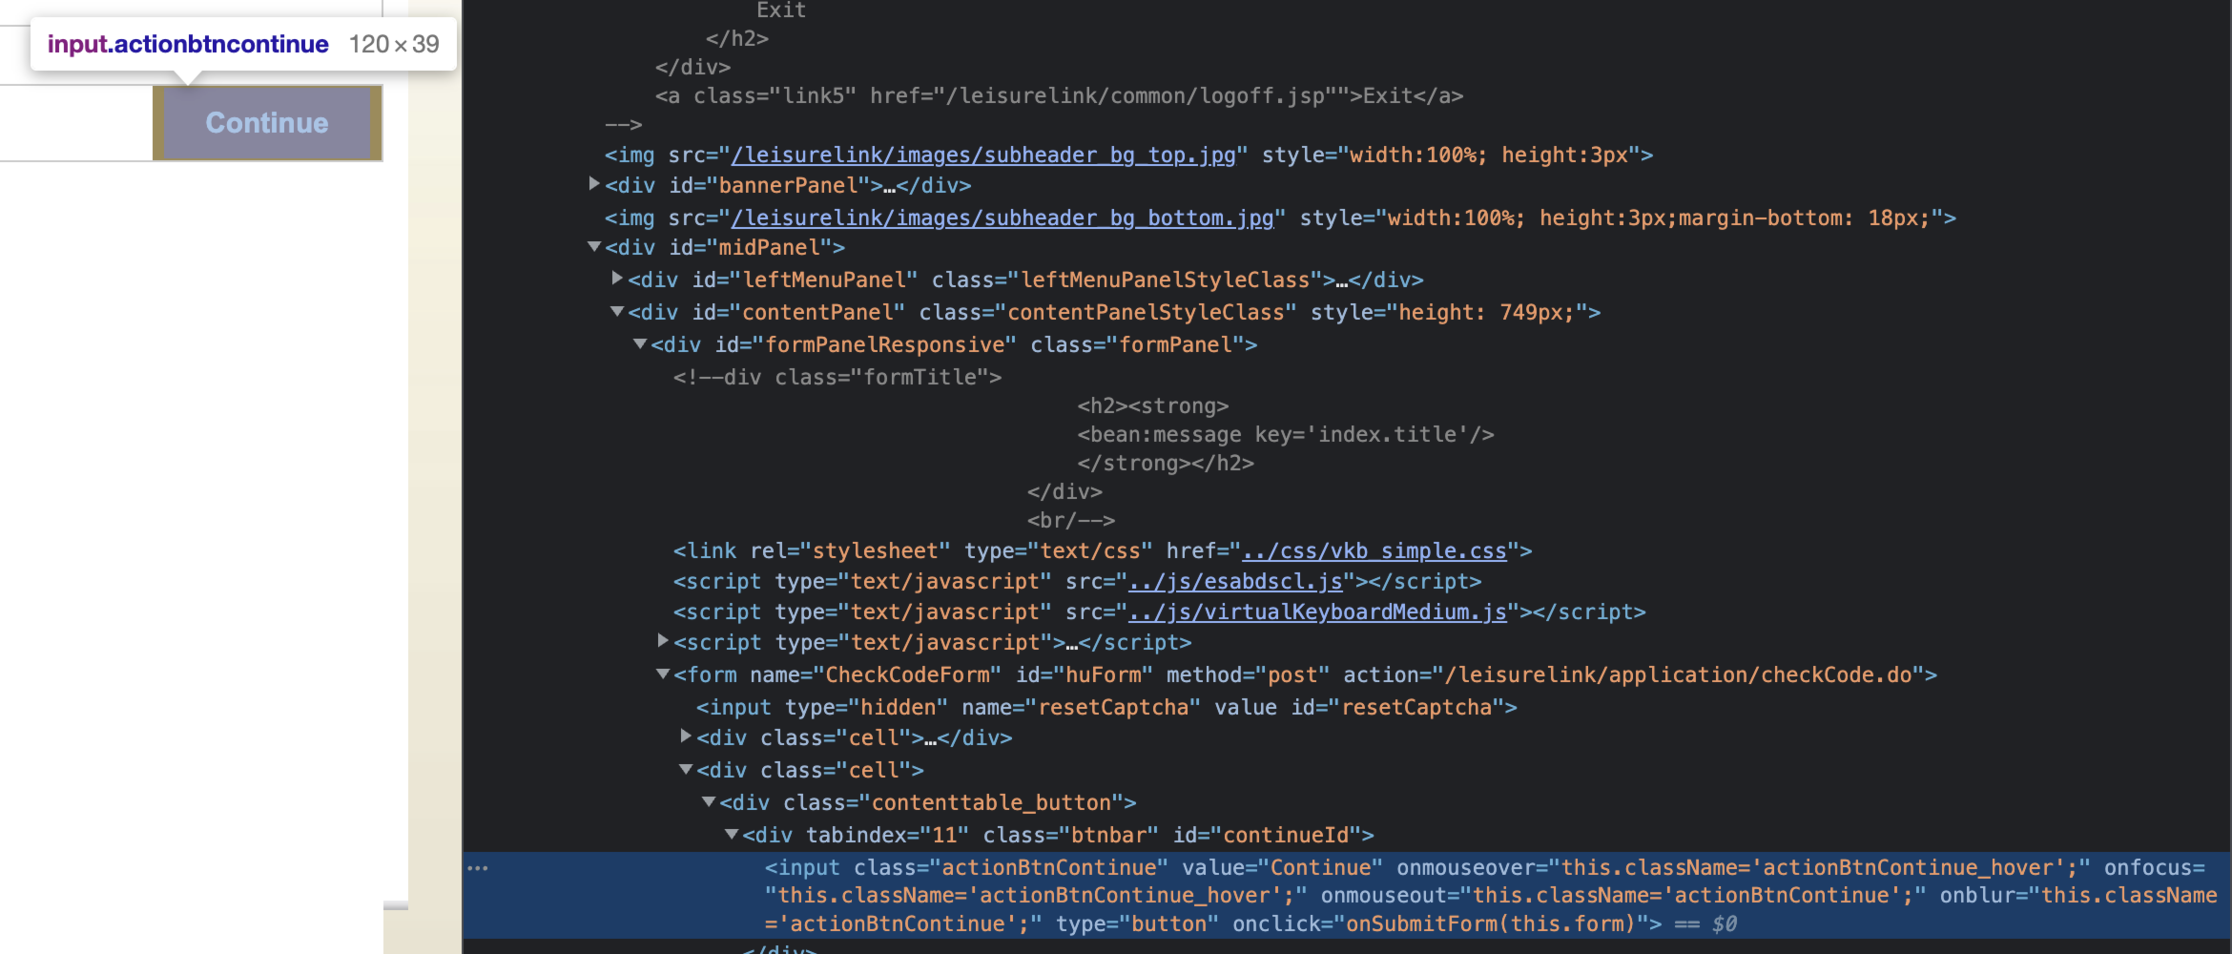 Exit
</h2>
</div>
<a class="link5" href="/leisurelink/common/logoff.jsp"">Exit</a>
-->
input.actionbtncontinue 120 × 39
Continue
<img src="/leisurelink/images/subheader_bg_top.jpg" style="width:100%; height:3px">
<div id="bannerPanel">…</div>
<img src="/leisurelink/images/subheader_bg_bottom.jpg" style="width:100%; height:3px;margin-bottom: 18px;">
<div id="midPanel">
<div id="leftMenuPanel" class="leftMenuPanelStyleClass">…</div>
<div id="contentPanel" class="contentPanelStyleClass" style="height: 749px;">
<div id="formPanelResponsive" class="formPanel">
<!--div class="formTitle">
<h2><strong>
<bean:message key='index.title'/>
</strong></h2>
</div>
<br/-->
<link rel="stylesheet" type="text/css" href="../css/vkb_simple.css">
<script type="text/javascript" src="../js/esabdscl.js"></script>
<script type="text/javascript" src="../js/virtualKeyboardMedium.js"></script>
<script type="text/javascript">…</script>
<form name="CheckCodeForm" id="huForm" method="post" action="/leisurelink/application/checkCode.do">
<input type="hidden" name="resetCaptcha" value id="resetCaptcha">
<div class="cell">…</div>
<div class="cell">
<div class="contenttable_button">
<div tabindex="11" class="btnbar" id="continueId">
<input class="actionBtnContinue" value="Continue" onmouseover="this.className='actionBtnContinue_hover';" onfocus=
"this.className='actionBtnContinue_hover';" onmouseout="this.className='actionBtnContinue';" onblur="this.className
='actionBtnContinue';" type="button" onclick="onSubmitForm(this.form)"> == $0
</div>